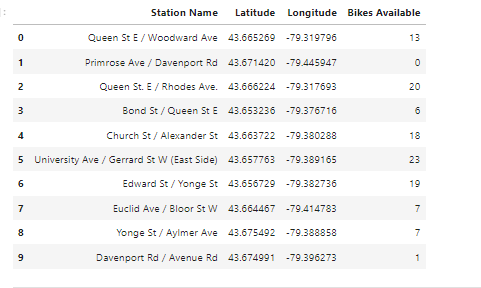 Station Name Latitude Longitude Bikes Available
0 Queen St E / Woodward Ave 43.665269 -79.319796 13
1 Primrose Ave / Davenport Rd 43.671420 -79.445947 0
2 Queen St. E / Rhodes Ave. 43.666224 -79.317693 20
3 Bond St / Queen St E 43.653236 -79.376716 6
4 Church St / Alexander St 43.663722 -79.380288 18
5 University Ave / Gerrard St W (East Side) 43.657763 -79.389165 23
6 Edward St / Yonge St 43.656729 -79.382736 19
7 Euclid Ave / Bloor St W 43.664467 -79.414783 7
8 Yonge St / Aylmer Ave 43.675492 -79.388858 7
9 Davenport Rd / Avenue Rd 43.674991 -79.396273 1